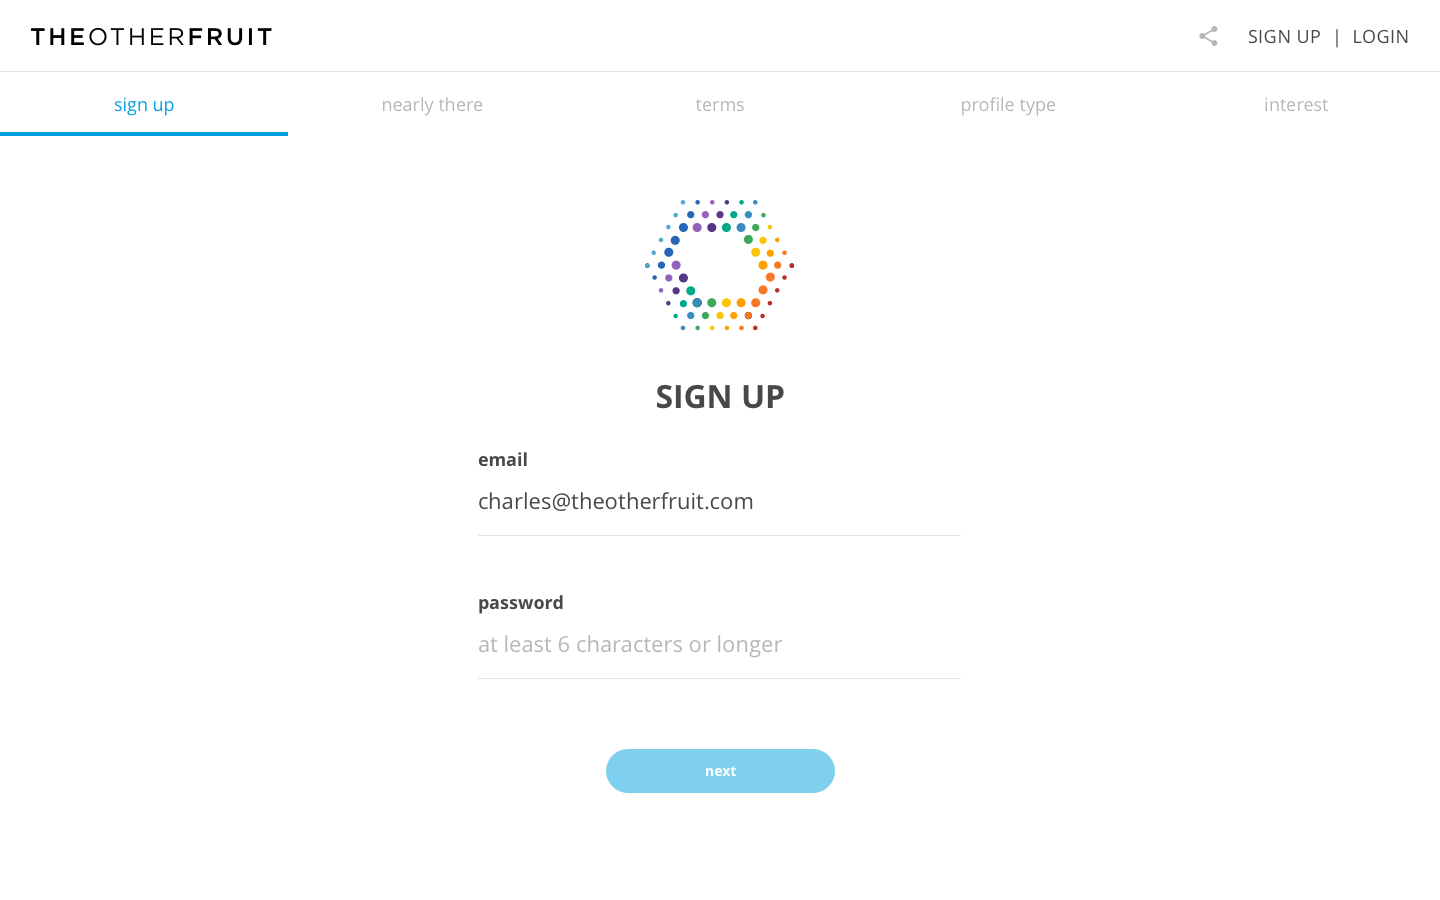 THEOTHERFRUIT
SIGN UP | LOGIN
sign up
nearly there
terms
profile type
interest
SIGN UP
email
charles@theotherfruit.com
password
at least 6 characters or longer
next